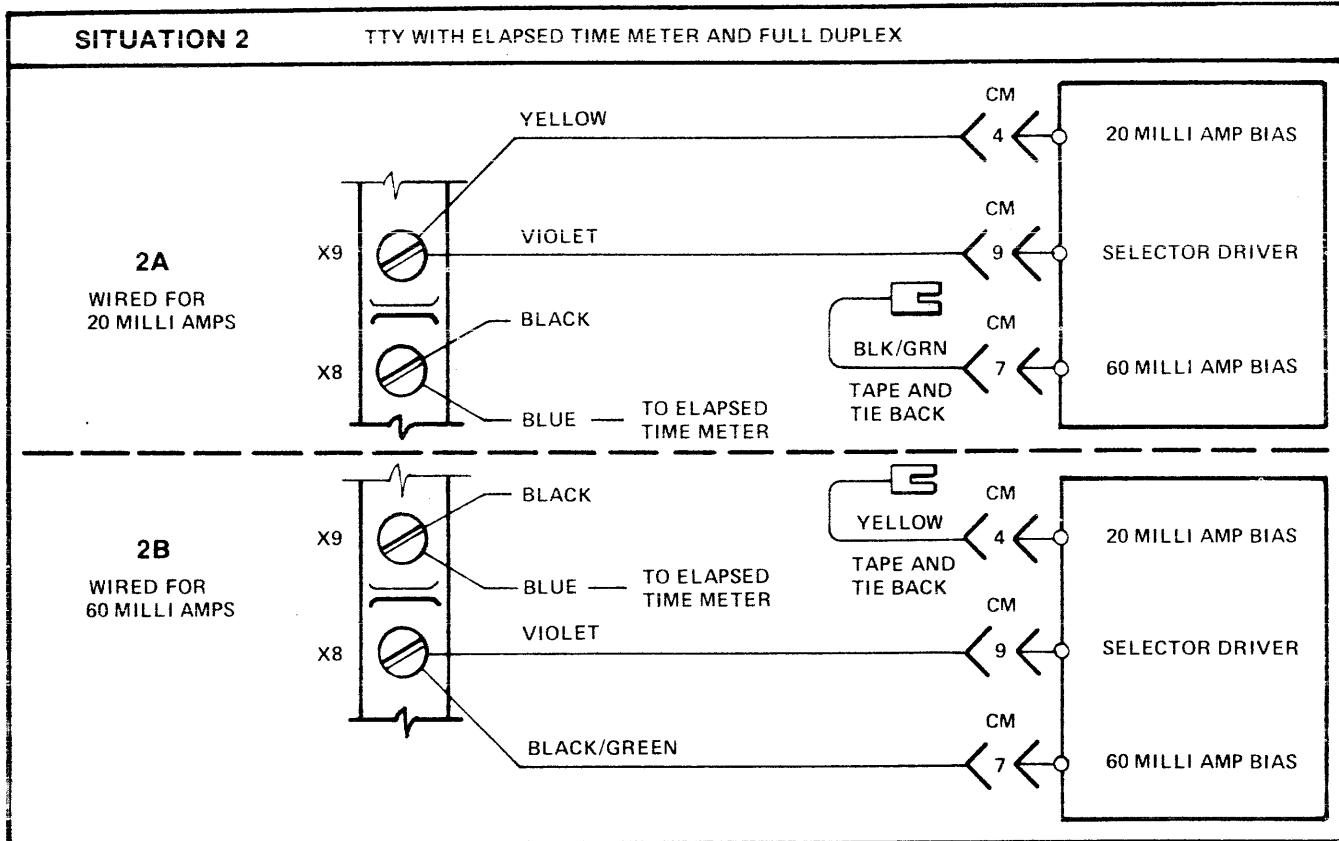 SITUATION 2 TTY WITH ELAPSED TIME METER AND FULL DUPLEX
CM
YELLOW 4 20 MILLI AMP BIAS
CM
X9 VIOLET 9 SELECTOR DRIVER
2A
WIRED FOR
20 MILLI AMPS
BLACK
CM
X8 BLK/GRN 7 60 MILLI AMP BIAS
TAPE AND
TIE BACK
BLUE TO ELAPSED
TIME METER
BLACK
CM
X9 YELLOW 4 20 MILLI AMP BIAS
2B
WIRED FOR
60 MILLI AMPS
TAPE AND
TIE BACK
BLUE TO ELAPSED
TIME METER
CM
VIOLET
X8 9 SELECTOR DRIVER
CM
BLACK/GREEN 7 60 MILLI AMP BIAS